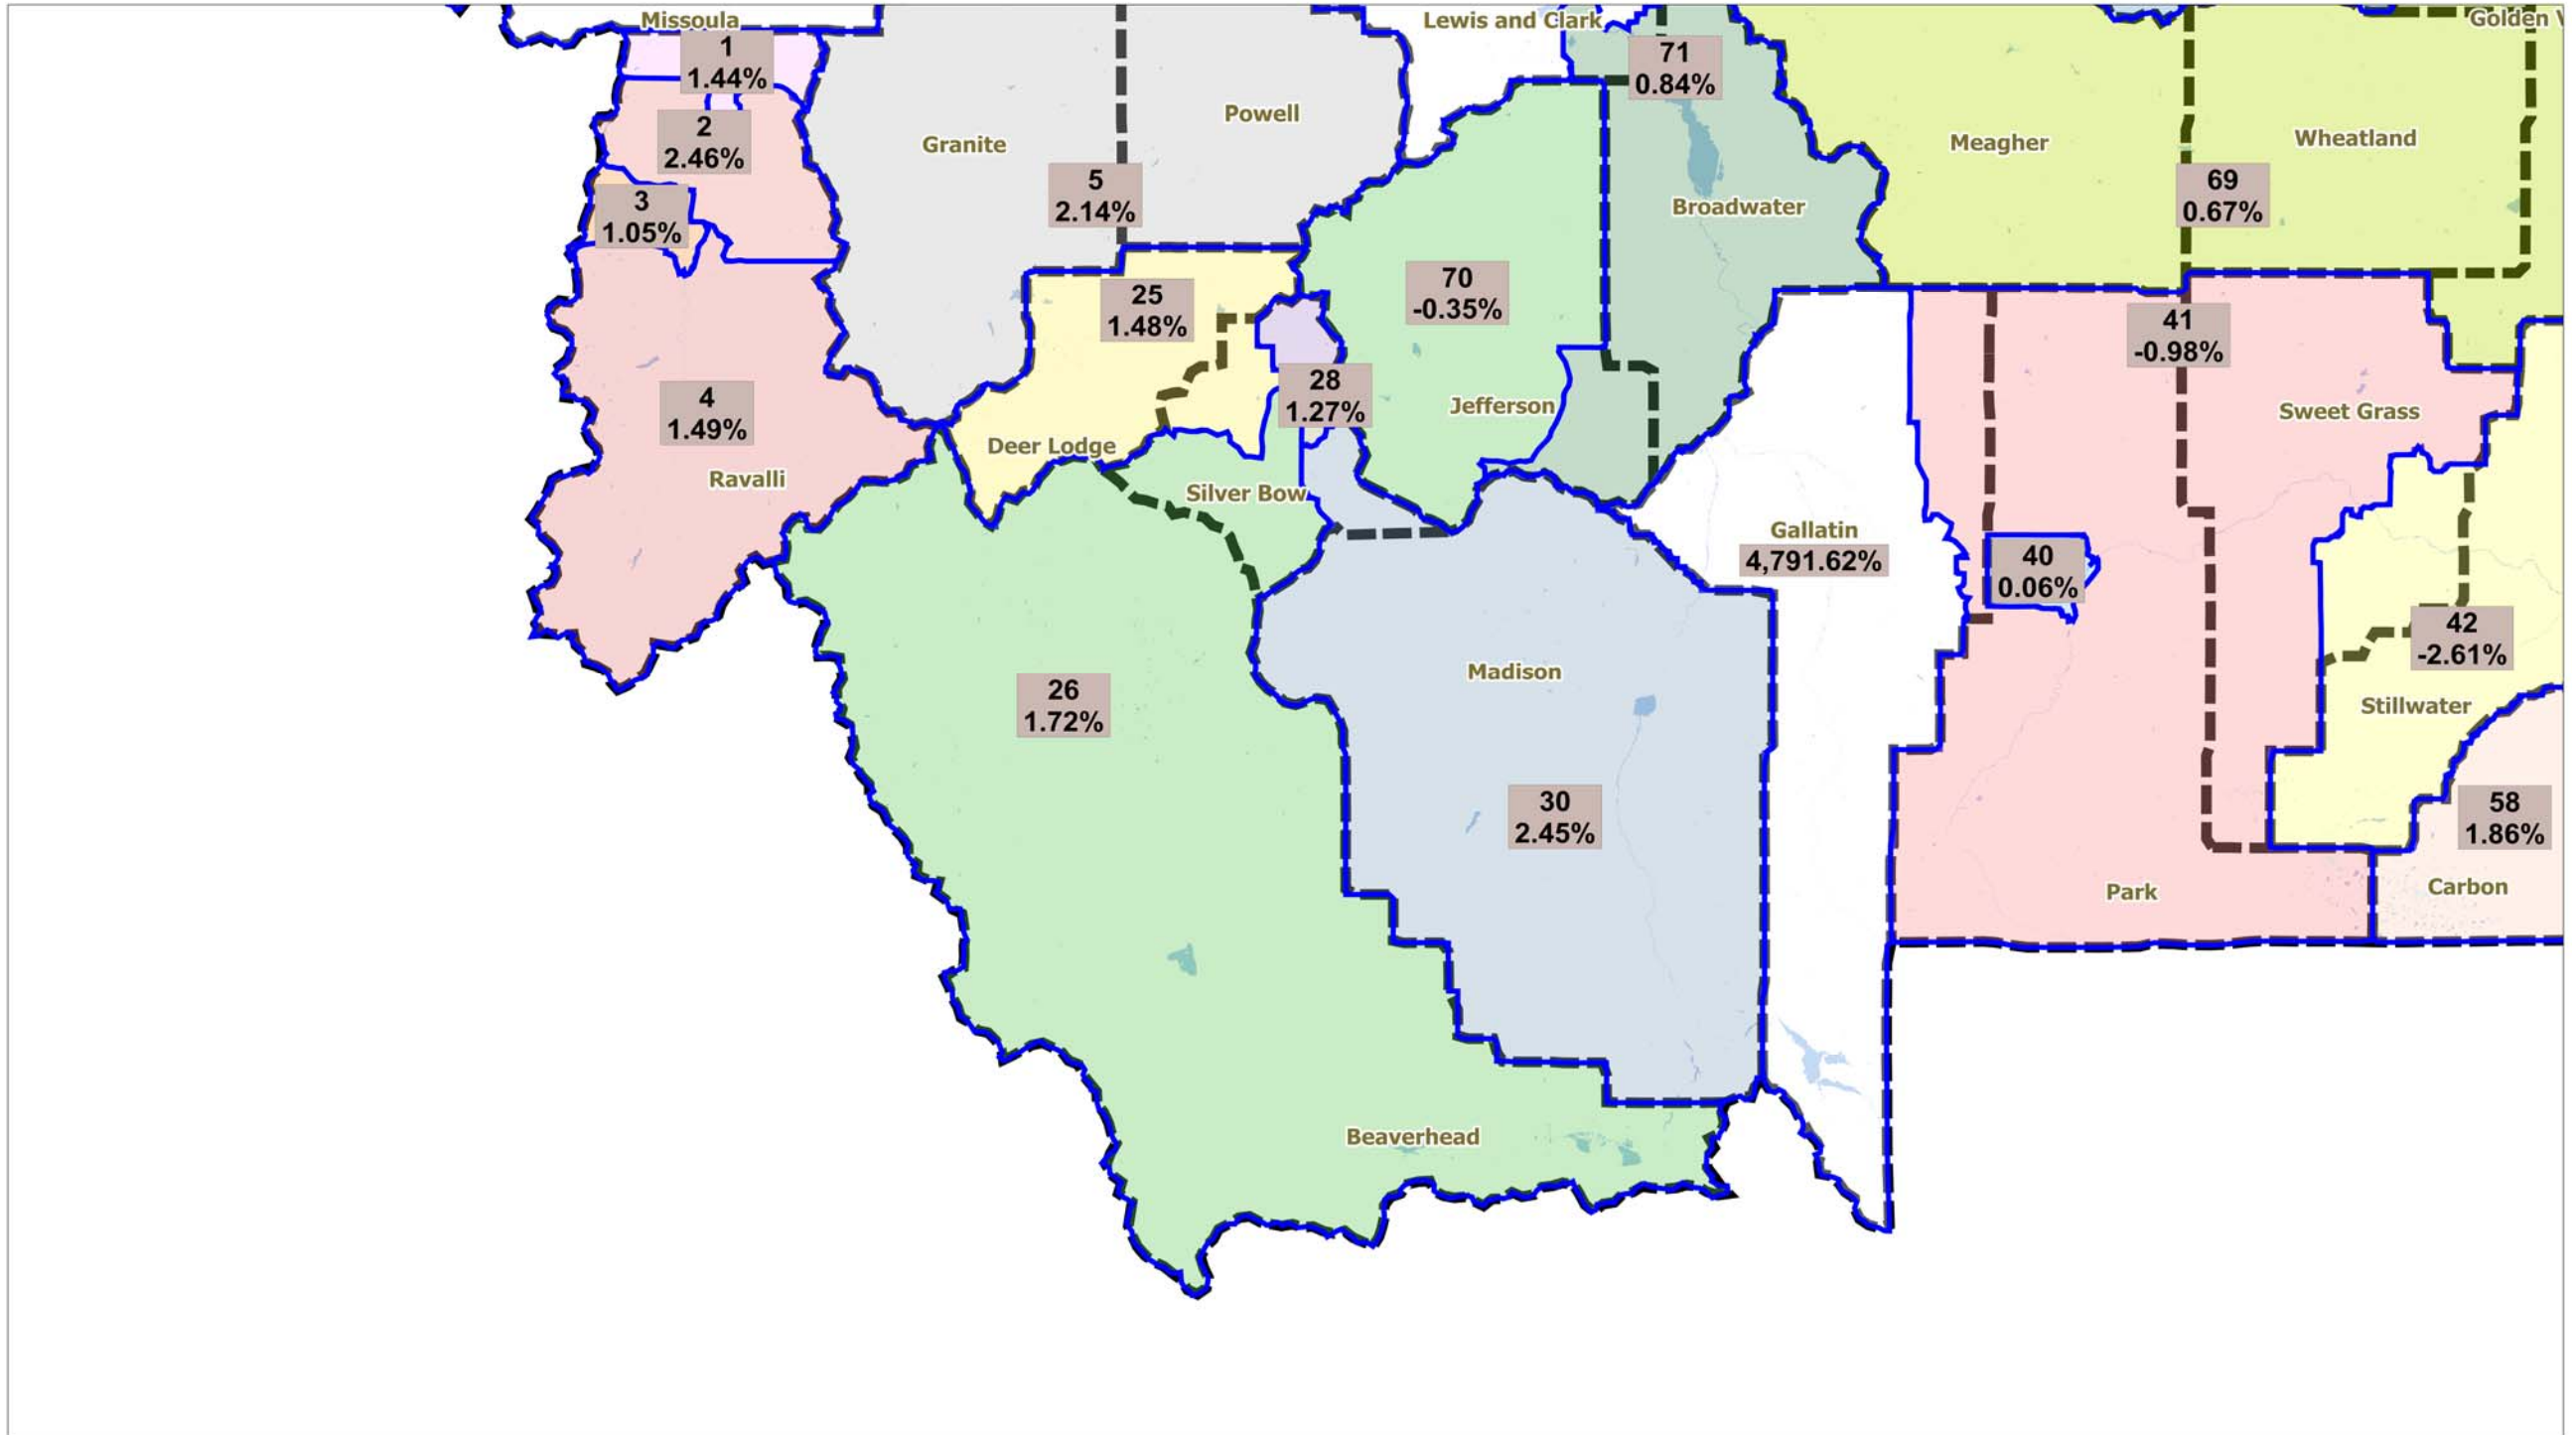 Missoula
Lewis and Clark
Golden V
1
1.44%
71
0.84%
2
2.46%
Powell
Granite
Meagher
Wheatland
3
1.05%
5
2.14%
Broadwater
69
0.67%
25
1.48%
70
-0.35%
41
-0.98%
4
1.49%
28
1.27%
Jefferson
Sweet Grass
Deer Lodge
Ravalli
Silver Bow
Gallatin
4,791.62%
40
0.06%
42
-2.61%
Madison
26
1.72%
Stillwater
30
2.45%
58
1.86%
Park
Carbon
Beaverhead